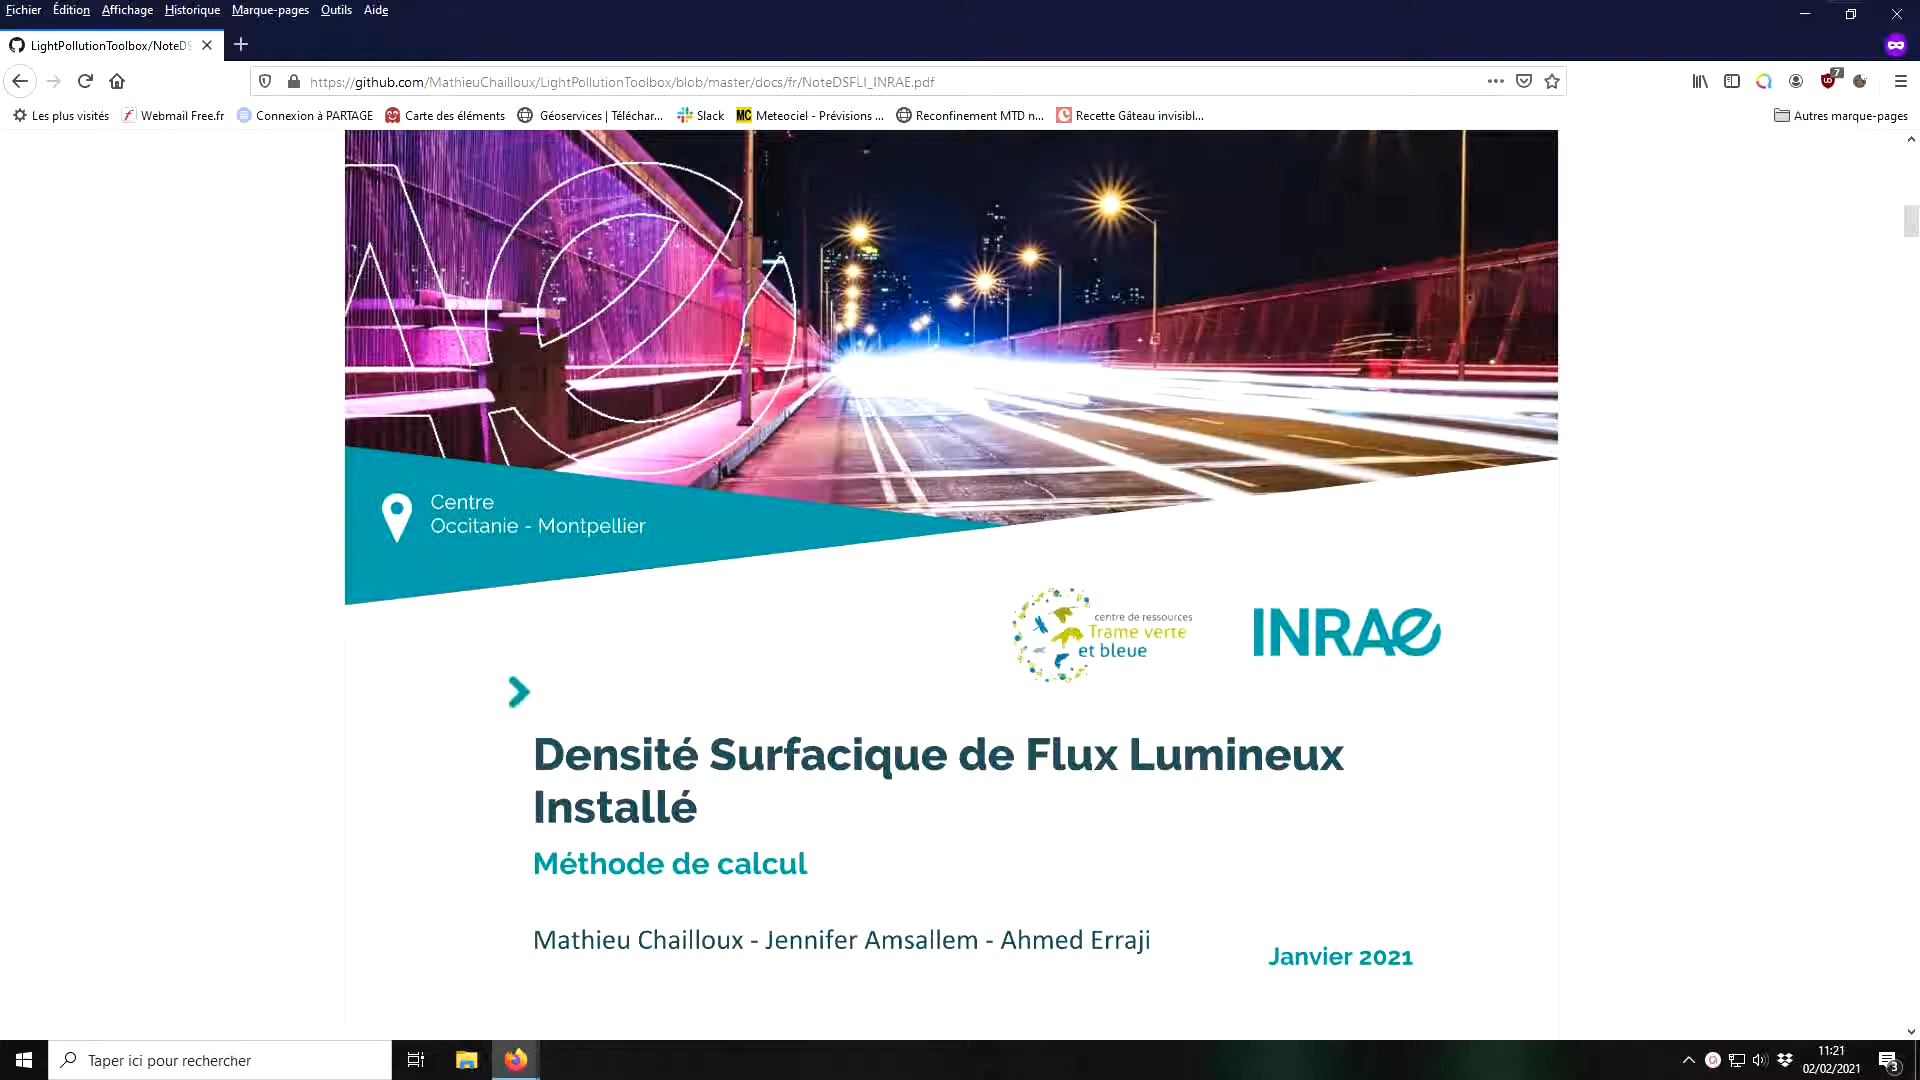 Fichier Édition Affichage Historique Marque-pages Outils Aide
LightPollutionToolbox/NoteDS
https://github.com/MathieuChailloux/LightPollutionToolbox/blob/master/docs/fr/NoteDSFLI_INRAE.pdf
7
Les plus visités Webmail Free.fr Connexion à PARTAGE Carte des éléments Géoservices | Téléchar... Slack MC Meteociel - Prévisions ... Reconfinement MTD n... Recette Gâteau invisibl... Autres marque-pages
Centre
Occitanie - Montpellier
centre de ressources
Trame verte
et bleue
INRAE
Densité Surfacique de Flux Lumineux
Installé
Méthode de calcul
Mathieu Chailloux - Jennifer Amsallem - Ahmed Erraji
Janvier 2021
Taper ici pour rechercher
11:21
02/02/2021
3